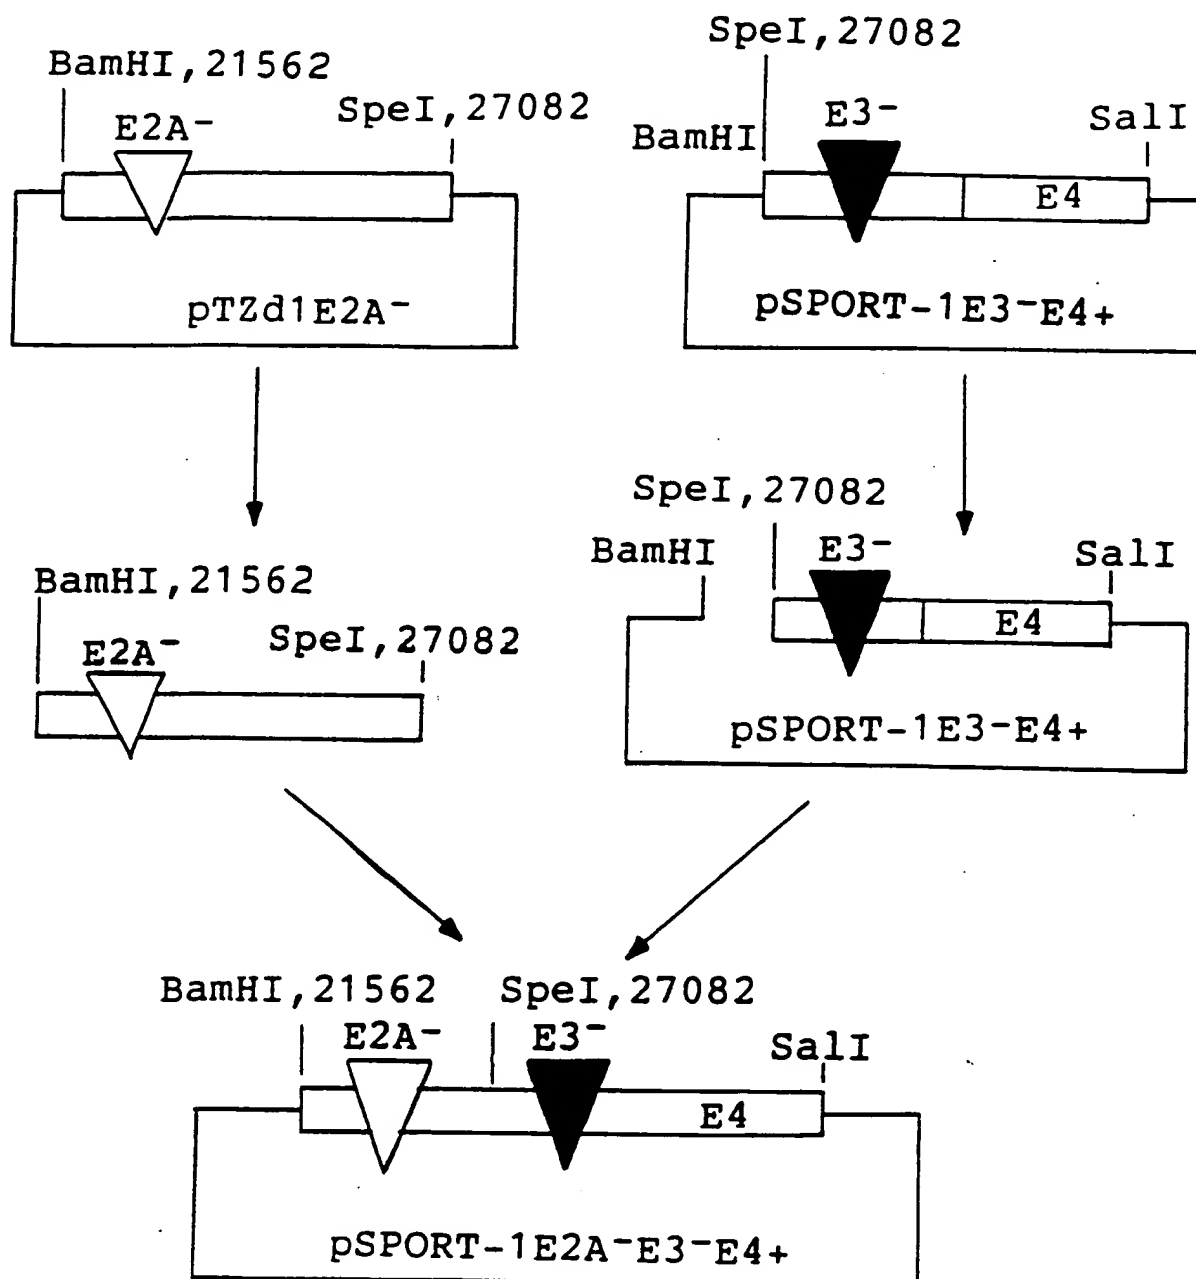 SpeI,27082
BamHI,21562
SpeI,27082
E2A⁻
BamHI
E3⁻
SalI
E4
pTZd1E2A⁻
pSPORT-1E3⁻E4+
SpeI,27082
BamHI
E3⁻
SalI
BamHI,21562
E2A⁻
SpeI,27082
E4
pSPORT-1E3⁻E4+
BamHI,21562
SpeI,27082
E2A⁻
E3⁻
SalI
E4
pSPORT-1E2A⁻E3⁻E4+